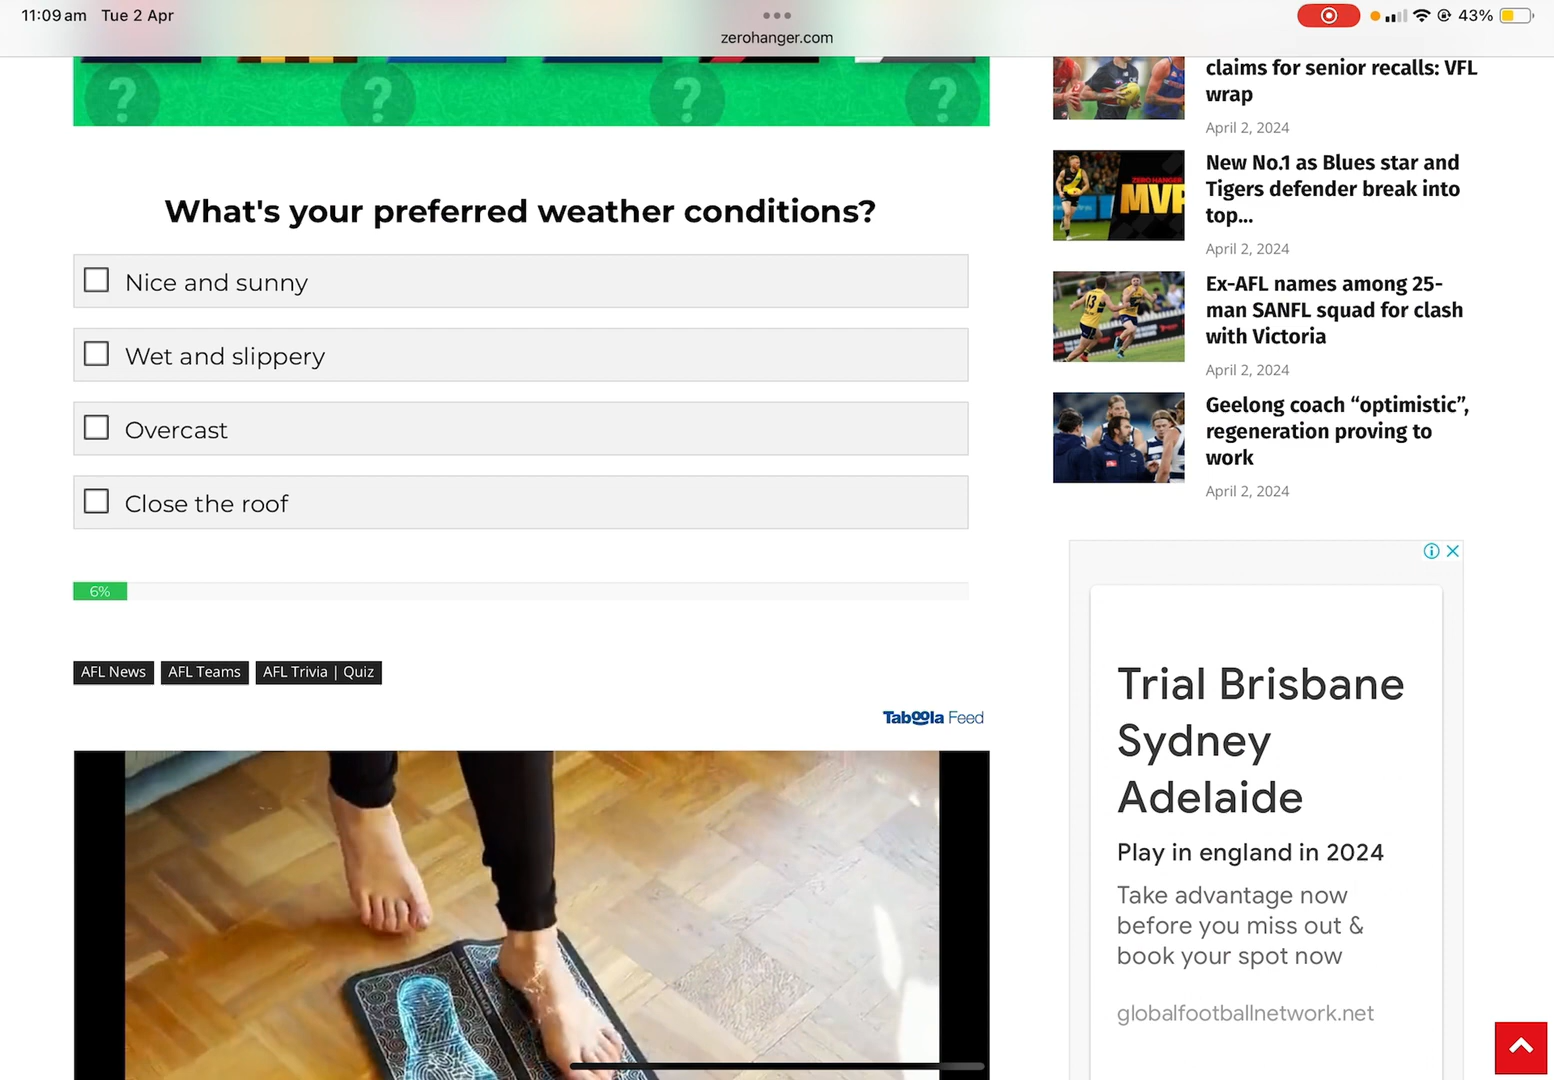 11:09 am Tue 2 Apr
43%
zerohanger.com
? ? ? ?
What's your preferred weather conditions?
Nice and sunny
Wet and slippery
Overcast
Close the roof
6%
AFL News AFL Teams AFL Trivia | Quiz
Taboola Feed
claims for senior recalls: VFL
wrap
April 2, 2024
ZERO HANGER
MVP
New No.1 as Blues star and
Tigers defender break into
top...
April 2, 2024
13
Ex-AFL names among 25-
man SANFL squad for clash
with Victoria
April 2, 2024
Geelong coach “optimistic”,
regeneration proving to
work
April 2, 2024
Trial Brisbane
Sydney
Adelaide
Play in england in 2024
Take advantage now
before you miss out &
book your spot now
globalfootballnetwork.net